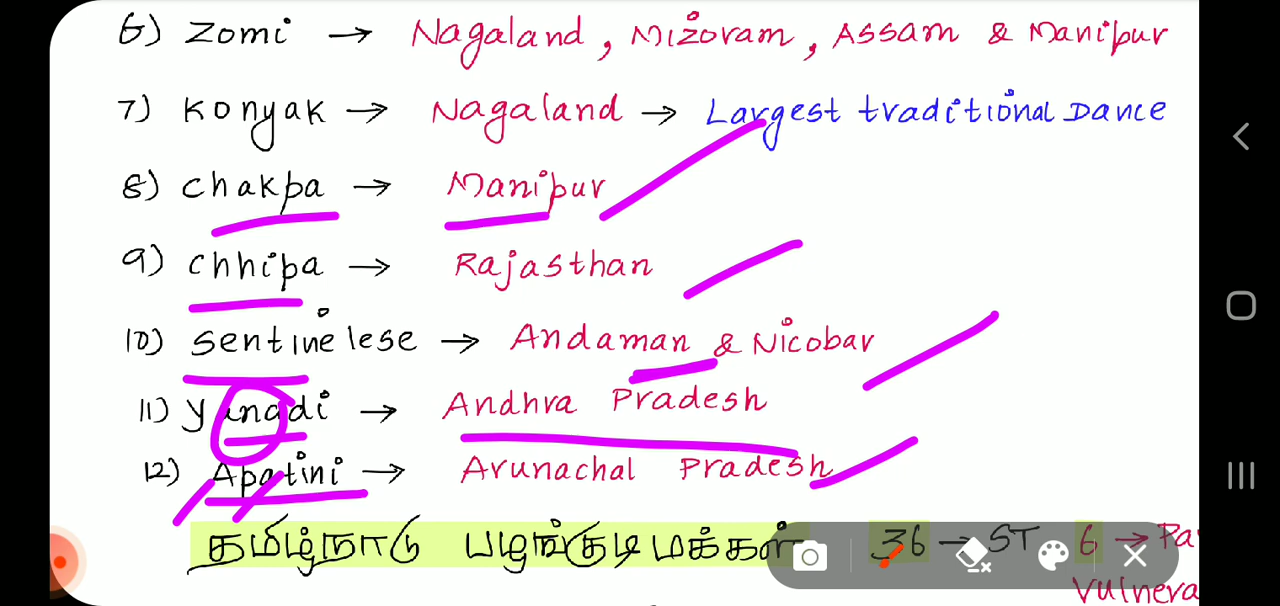 6) Zomi → Nagaland, Mizoram, Assam & Manipur
7) Konyak → Nagaland → Largest traditional Dance
8) Chakpa → Manipur
9) Chhipa → Rajasthan
10) Sentinelese → Andaman & Nicobar
11) Yanadi → Andhra Pradesh
12) Apatini → Arunachal Pradesh
தமிழ்நாடு பழங்குடிமக்கள் 36 → ST 6 → Pa
Vulnera